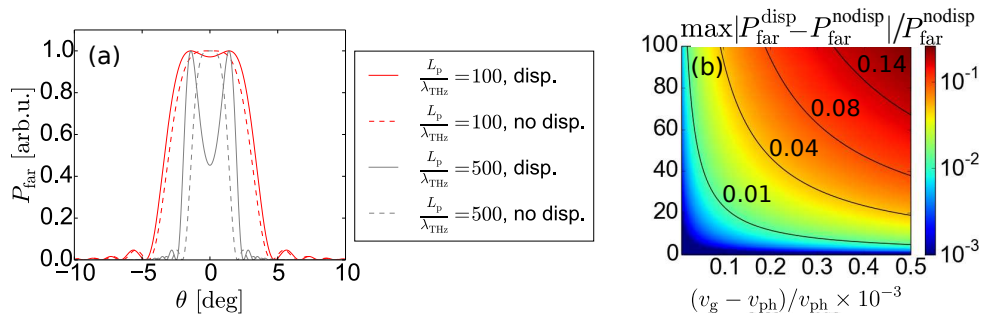 (a)
1.0
0.8
0.6
0.4
0.2
0.0
P_far [arb.u.]
−10 −5 0 5 10
θ [deg]
L_p/λ_THz =100, disp.
L_p/λ_THz =100, no disp.
L_p/λ_THz =500, disp.
L_p/λ_THz =500, no disp.
max|P_far^disp−P_far^nodisp|/P_far^nodisp
(b)
100
80
60
40
20
0
0.14
0.08
0.04
0.01
10^-1
10^-2
10^-3
0.1 0.2 0.3 0.4 0.5
(v_g − v_ph)/v_ph × 10^−3